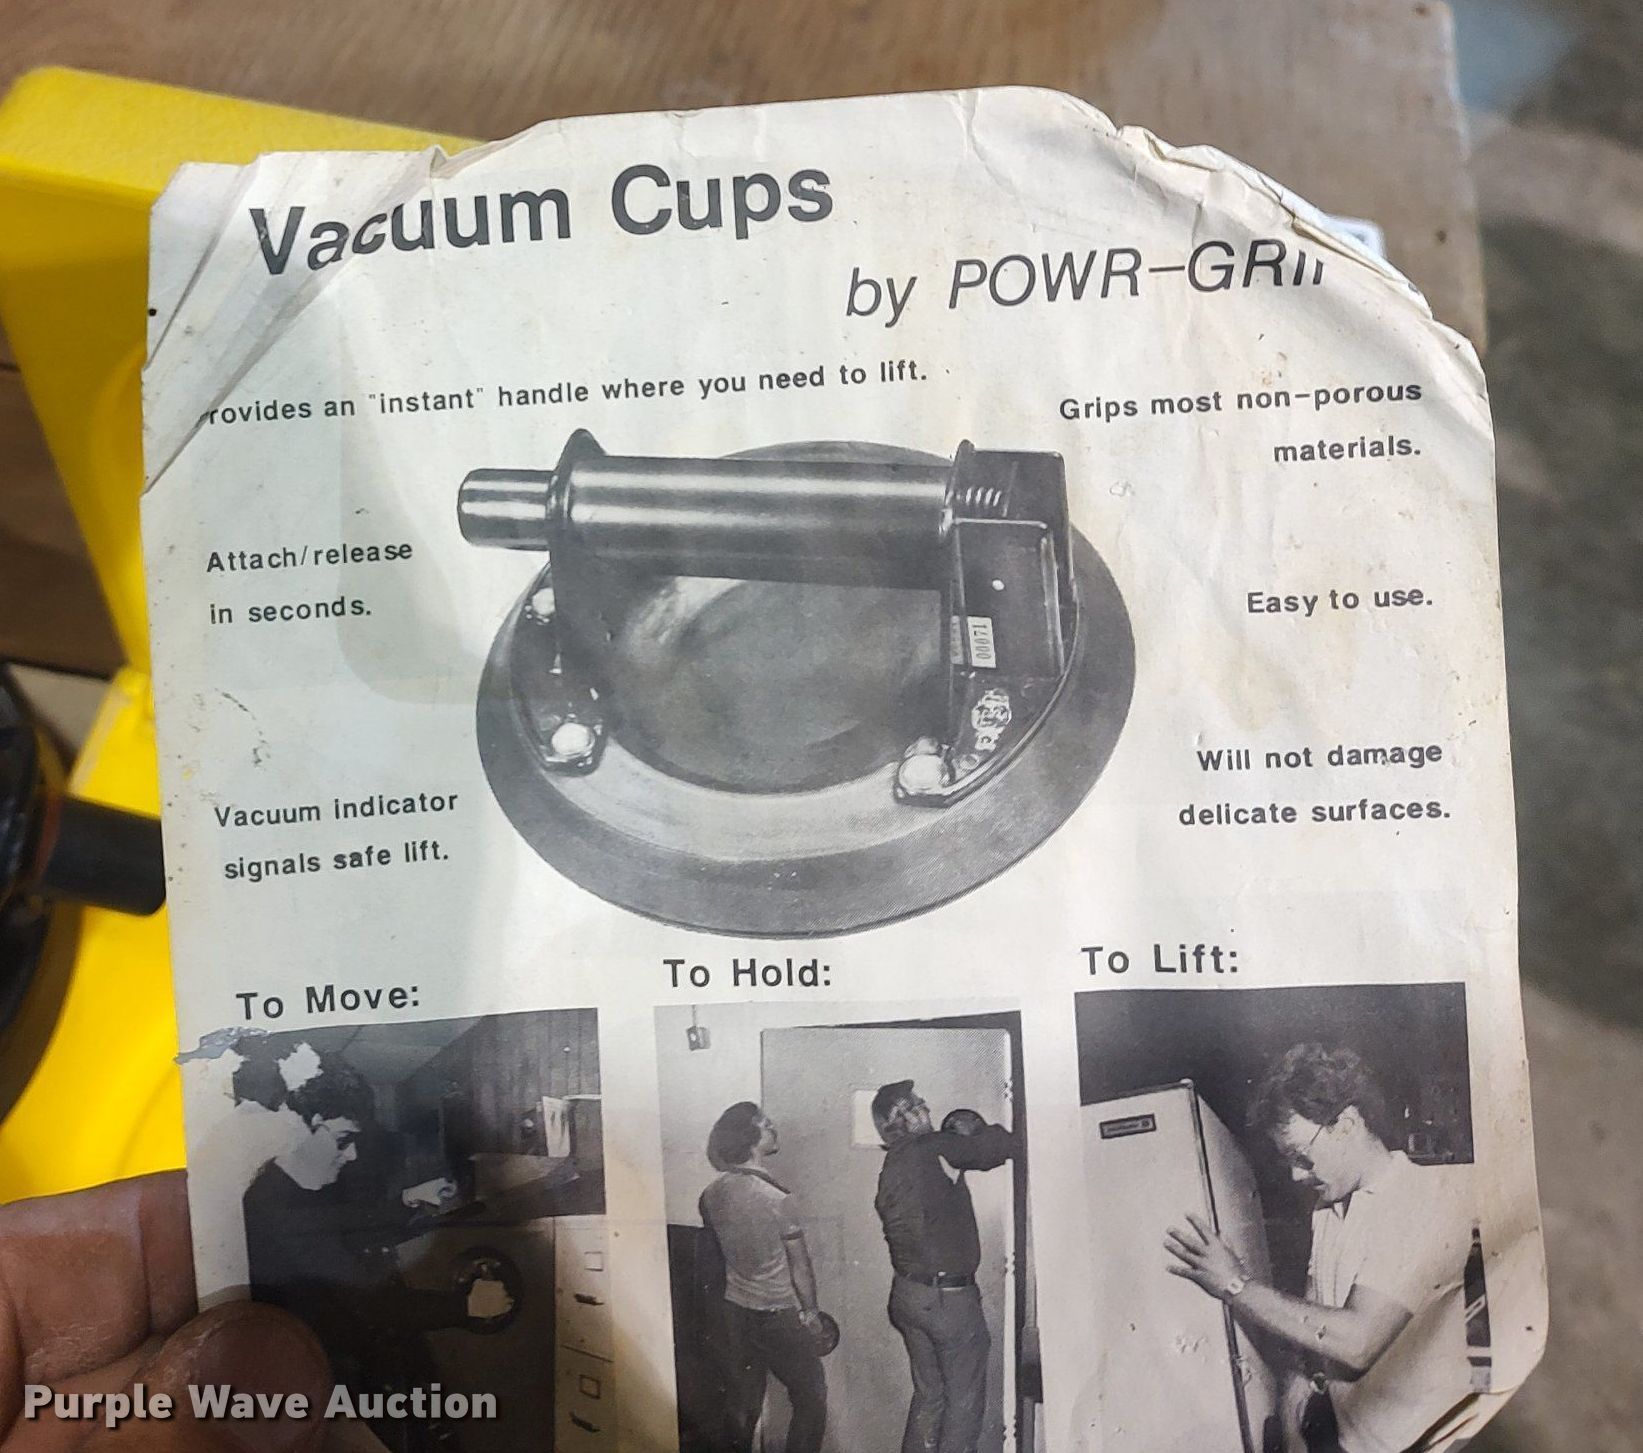 Vacuum Cups
by POWR-GRIP
rovides an "instant" handle where you need to lift.
Grips most non-porous
materials.
Attach/release
in seconds.
Easy to use.
00071
Will not damage
delicate surfaces.
Vacuum indicator
signals safe lift.
To Move:
To Hold:
To Lift:
Purple Wave Auction